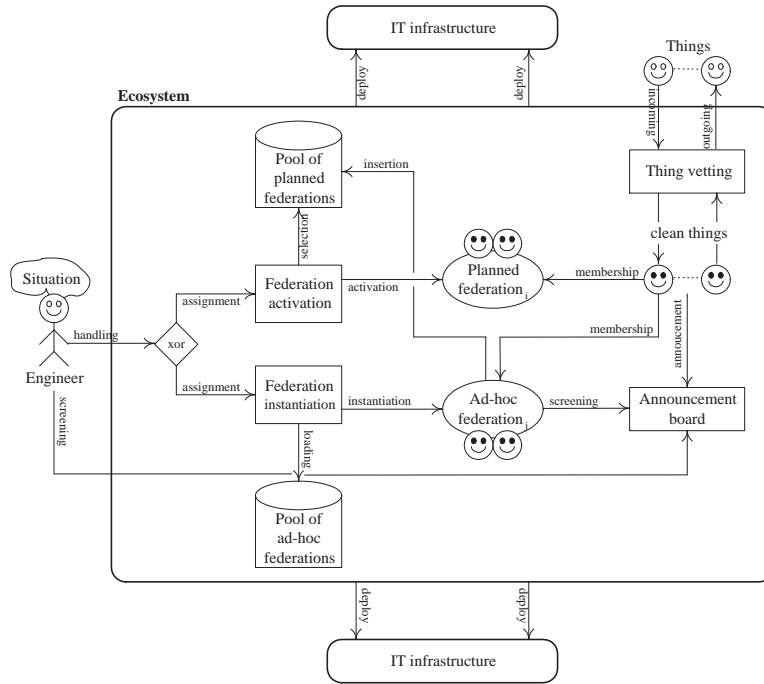 IT infrastructure
Things
deploy
deploy
incoming
outgoing
Ecosystem
Pool of
planned
federations
insertion
Thing vetting
selection
clean things
Situation
Federation
activation
assignment
activation
Planned
federation i
membership
handling
xor
membership
annoucement
Engineer
assignment
Federation
instantiation
instantiation
Ad-hoc
federation j
screening
Announcement
board
screening
loading
Pool of
ad-hoc
federations
deploy
deploy
IT infrastructure